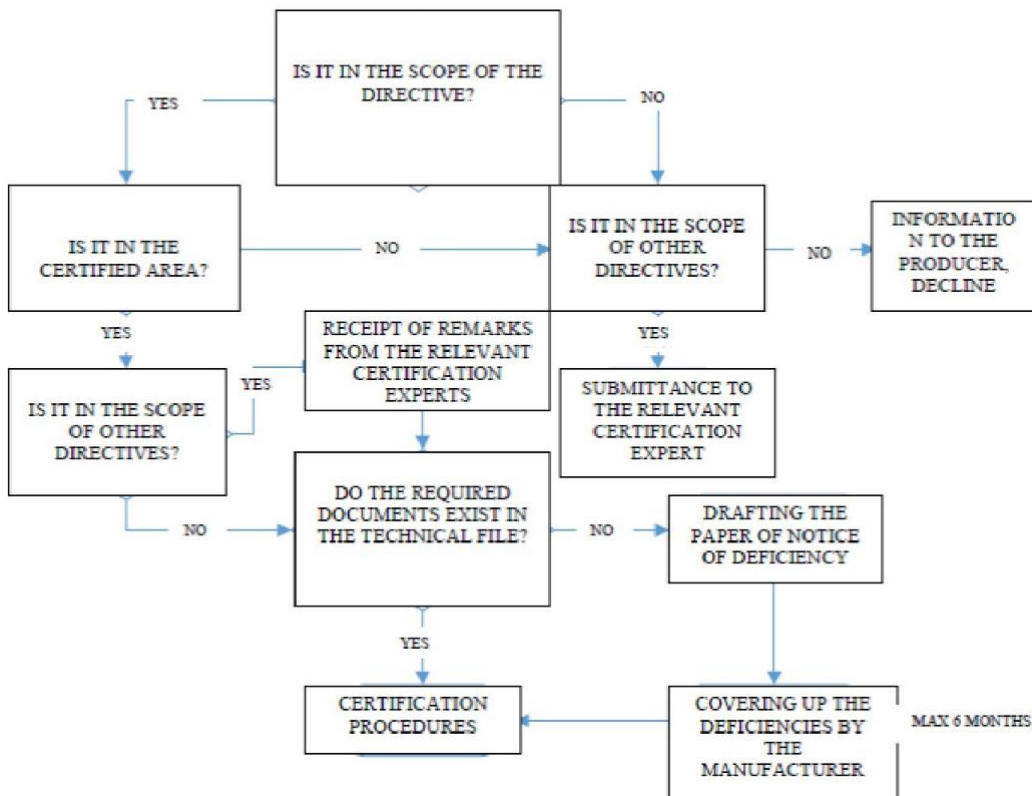 IS IT IN THE SCOPE OF THE
DIRECTIVE?
YES
NO
IS IT IN THE
CERTIFIED AREA?
NO
IS IT IN THE SCOPE
OF OTHER
DIRECTIVES?
NO
INFORMATIO
N TO THE
PRODUCER,
DECLINE
YES
RECEIPT OF REMARKS
FROM THE RELEVANT
CERTIFICATION
EXPERTS
YES
YES
IS IT IN THE SCOPE
OF OTHER
DIRECTIVES?
SUBMITTANCE TO
THE RELEVANT
CERTIFICATION
EXPERT
NO
DO THE REQUIRED
DOCUMENTS EXIST IN
THE TECHNICAL FILE?
NO
DRAFTING THE
PAPER OF NOTICE
OF DEFICIENCY
YES
CERTIFICATION
PROCEDURES
COVERING UP THE
DEFICIENCIES BY
THE
MANUFACTURER
MAX 6 MONTHS